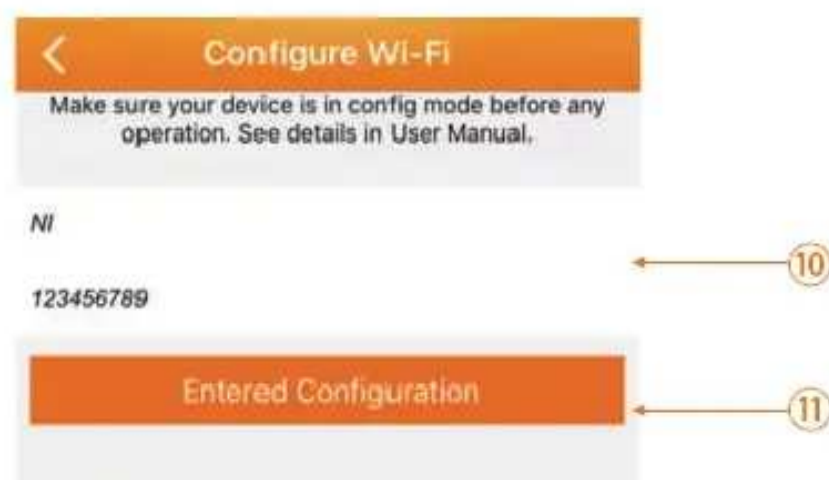 Configure Wi-Fi
Make sure your device is in config mode before any
operation. See details in User Manual.
NI
10
123456789
Entered Configuration
11